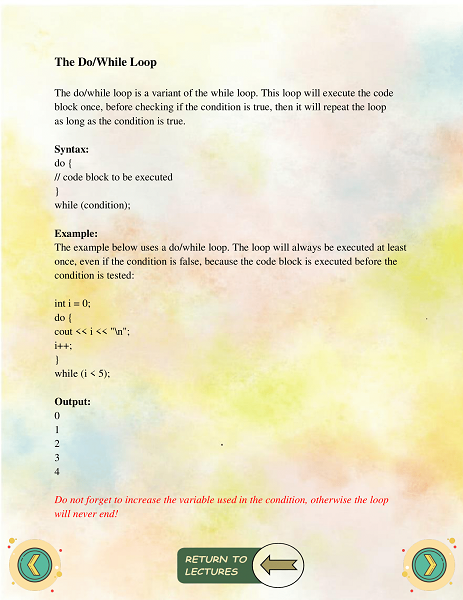 The Do/While Loop
The do/while loop is a variant of the while loop. This loop will execute the code
block once, before checking if the condition is true, then it will repeat the loop
as long as the condition is true.
Syntax:
do {
// code block to be executed
}
while (condition);
Example:
The example below uses a do/while loop. The loop will always be executed at least
once, even if the condition is false, because the code block is executed before the
condition is tested:
int i = 0;
do {
cout << i << "\n";
i++;
}
while (i < 5);
Output:
0
1
2
3
4
Do not forget to increase the variable used in the condition, otherwise the loop
will never end!
RETURN TO
LECTURES